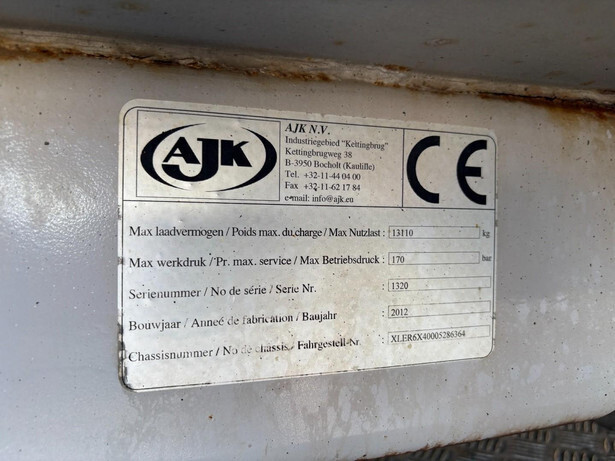 AJK
AJK N.V.
Industriegebied "Kettingbrug"
Kettingbrugweg 38
B-3950 Bocholt (Kaulille)
Tel. +32-11-44 04 00
Fax +32-11-62 17 84
e-mail: info@ajk.eu
CE
Max laadvermogen / Poids max. du,charge / Max Nutzlast : 13110 kg
Max werkdruk / Pr. max. service / Max Betriebsdruck : 170 bar
Serienummer / No de série / Serie Nr. : 1320
Bouwjaar / Anneé de fabrication / Baujahr : 2012
Chassisnummer / No de chassis / Fahrgestell-Nr. XLER6X40005286364